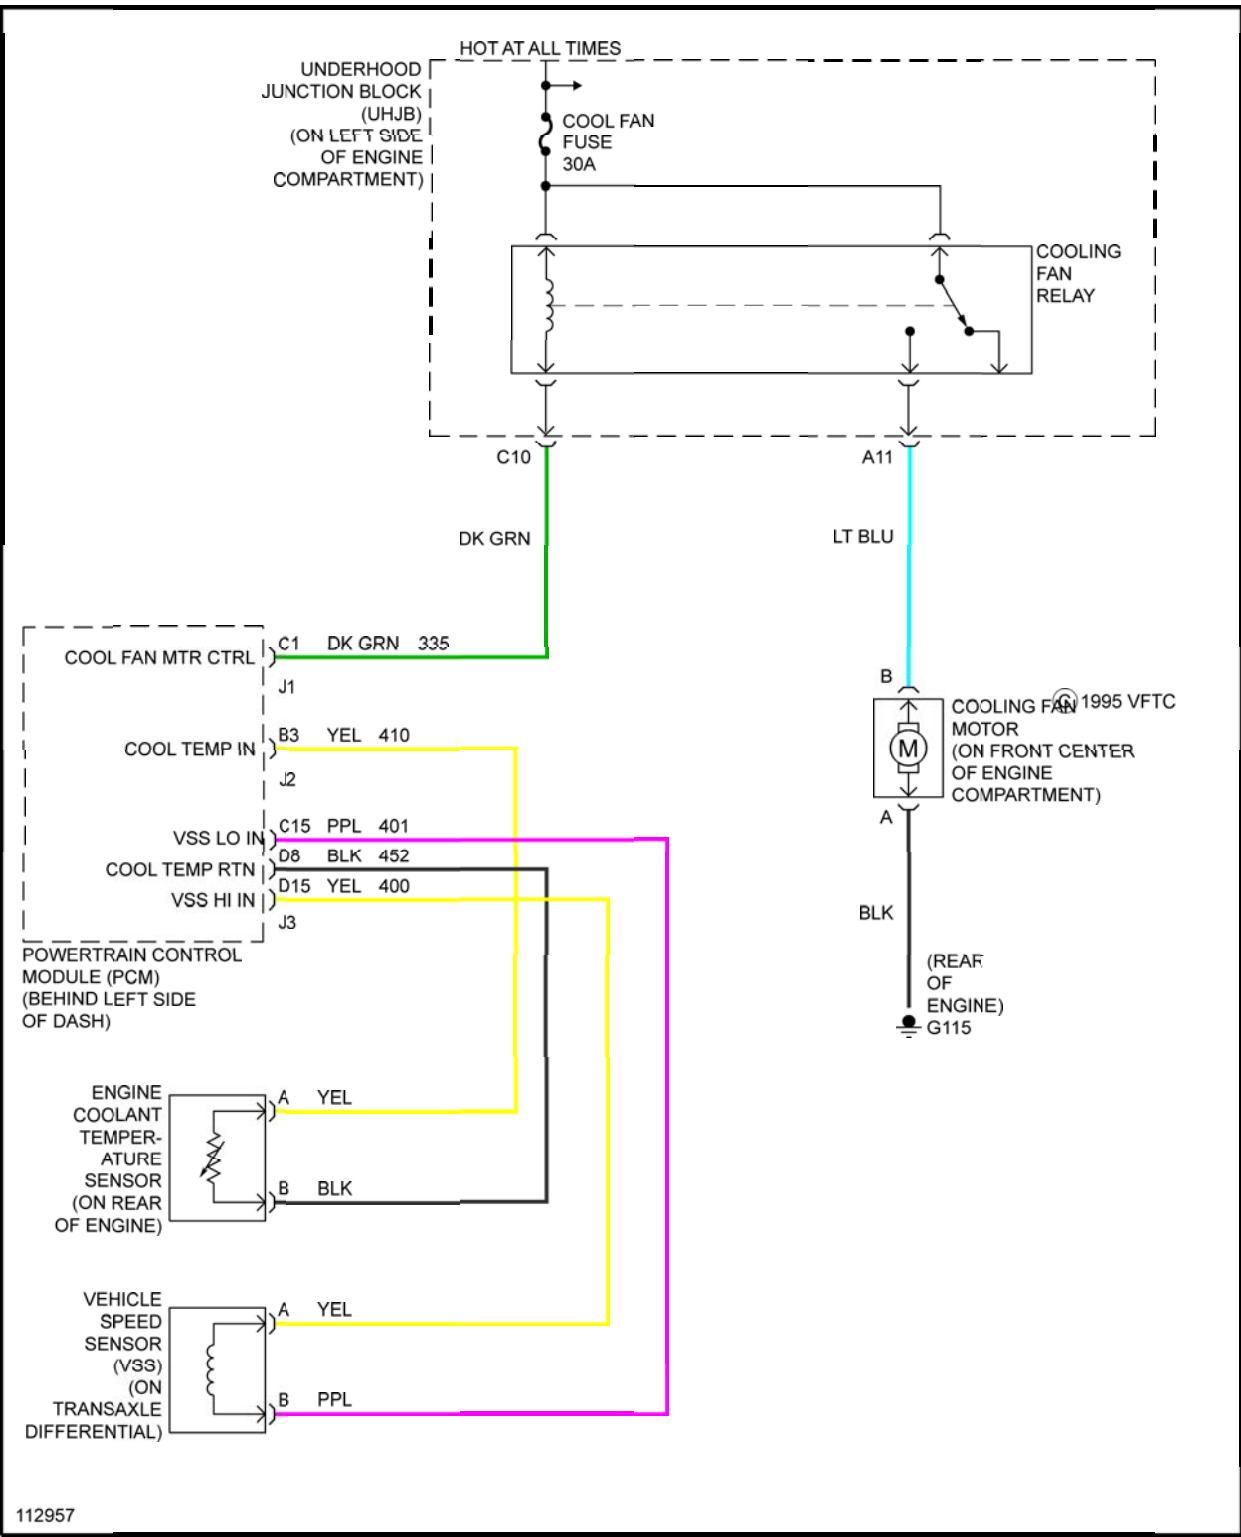 HOT AT ALL TIMES
UNDERHOOD
JUNCTION BLOCK
(UHJB)
(ON LEFT SIDE
OF ENGINE
COMPARTMENT)
COOL FAN
FUSE
30A
COOLING
FAN
RELAY
C10
A11
DK GRN
LT BLU
COOL FAN MTR CTRL
C1 DK GRN 335
J1
COOL TEMP IN
B3 YEL 410
J2
VSS LO IN
C15 PPL 401
COOL TEMP RTN
D8 BLK 452
VSS HI IN
D15 YEL 400
J3
POWERTRAIN CONTROL
MODULE (PCM)
(BEHIND LEFT SIDE
OF DASH)
B
M
COOLING FAN
MOTOR
(ON FRONT CENTER
OF ENGINE
COMPARTMENT)
© 1995 VFTC
A
BLK
(REAR
OF
ENGINE)
G115
ENGINE
COOLANT
TEMPER-
ATURE
SENSOR
(ON REAR
OF ENGINE)
A YEL
B BLK
VEHICLE
SPEED
SENSOR
(VSS)
(ON
TRANSAXLE
DIFFERENTIAL)
A YEL
B PPL
112957